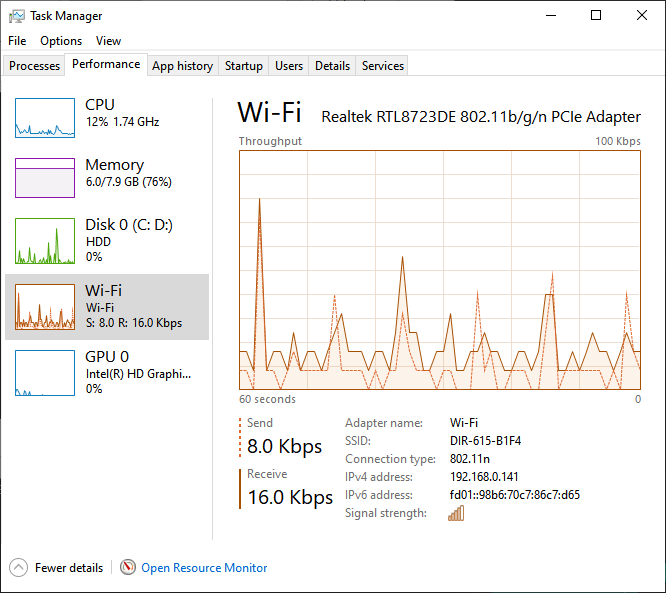 Task Manager
File Options View
Processes Performance App history Startup Users Details Services
CPU
12% 1.74 GHz
Memory
6.0/7.9 GB (76%)
Disk 0 (C: D:)
HDD
0%
Wi-Fi
Wi-Fi
S: 8.0 R: 16.0 Kbps
GPU 0
Intel(R) HD Graphi...
0%
Wi-Fi Realtek RTL8723DE 802.11b/g/n PCIe Adapter
Throughput 100 Kbps
60 seconds 0
Send
8.0 Kbps
Receive
16.0 Kbps
Adapter name: Wi-Fi
SSID: DIR-615-B1F4
Connection type: 802.11n
IPv4 address: 192.168.0.141
IPv6 address: fd01::98b6:70c7:86c7:d65
Signal strength:
Fewer details Open Resource Monitor